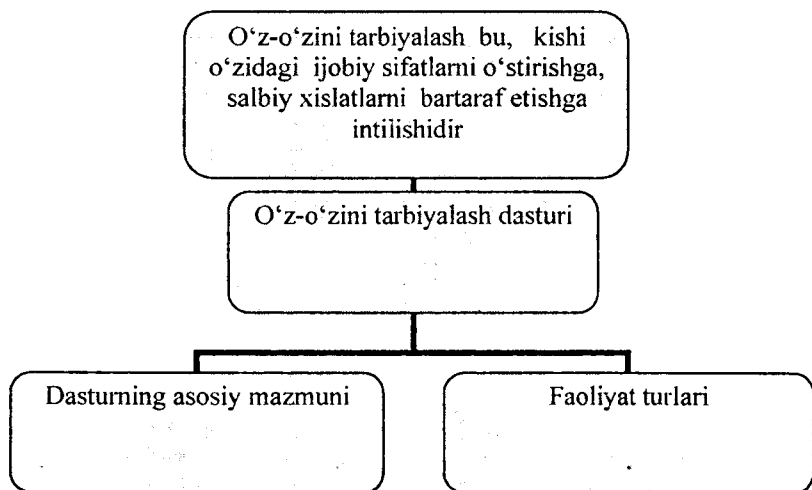 O‘z-o‘zini tarbiyalash bu, kishi
o‘zidagi ijobiy sifatlarni o‘stirishga,
salbiy xislatlarni bartaraf etishga
intilishidir
O‘z-o‘zini tarbiyalash dasturi
Dasturning asosiy mazmuni
Faoliyat turlari